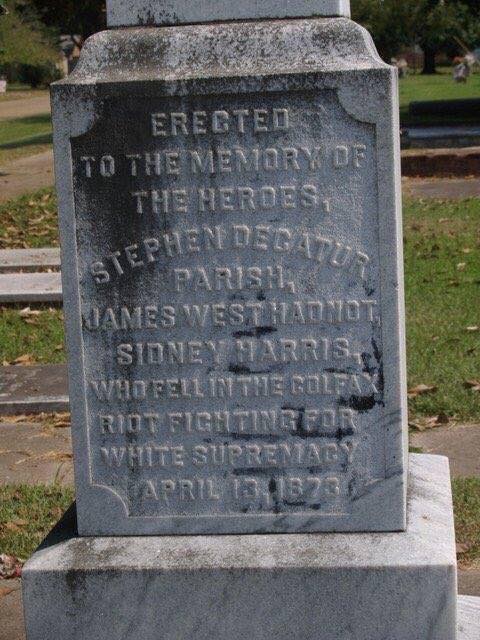 ERECTED
TO THE MEMORY OF
THE HEROES,
STEPHEN DECATUR
PARISH,
JAMES WEST HADNOT,
SIDNEY HARRIS,
WHO FELL IN THE COLFAX
RIOT FIGHTING FOR
WHITE SUPREMACY
APRIL 13, 1873